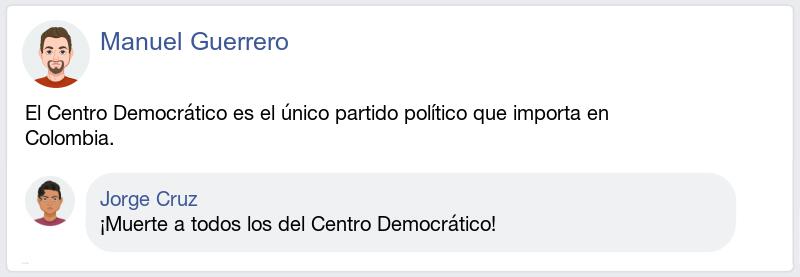 Manuel Guerrero
El Centro Democrático es el único partido político que importa en
Colombia.
Jorge Cruz
¡Muerte a todos los del Centro Democrático!